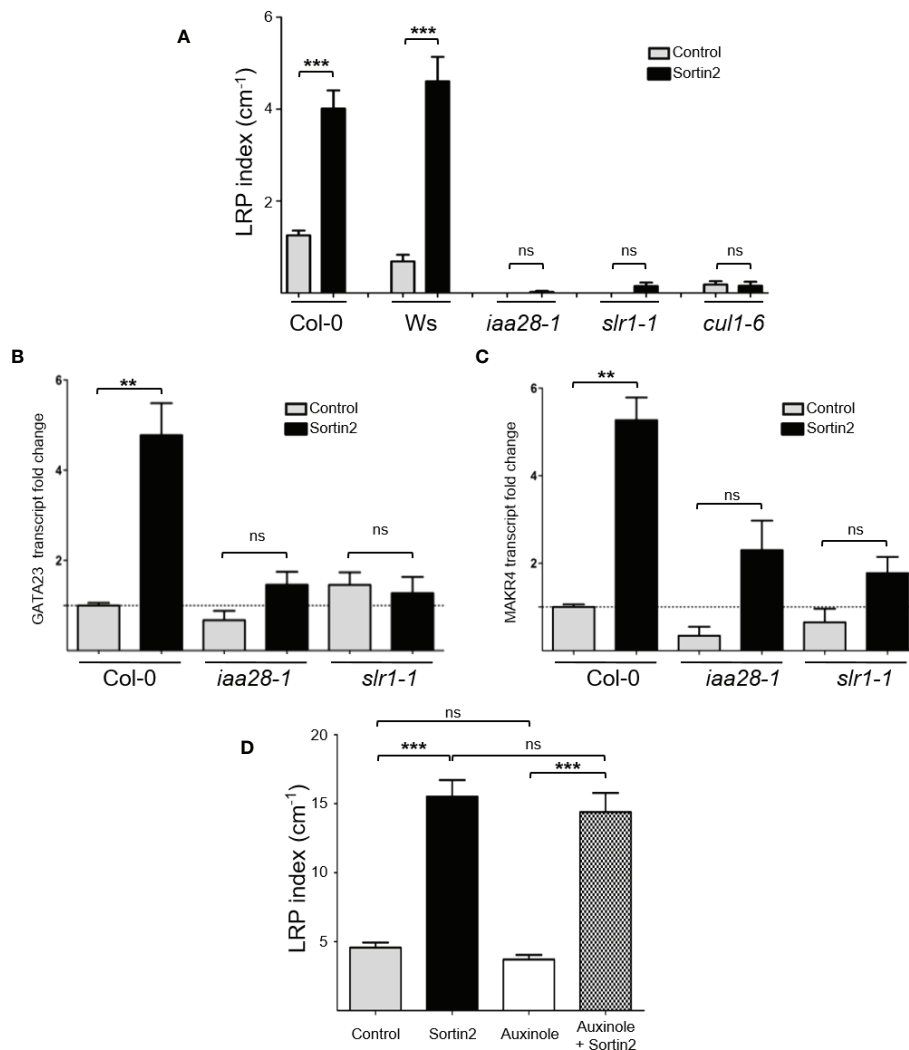 A
LRP index (cm⁻¹)
6
4
2
***
***
ns
ns
ns
Control
Sortin2
Col-0
Ws
iaa28-1
slr1-1
cul1-6
B
GATA23 transcript fold change
6
4
2
**
ns
ns
Control
Sortin2
Col-0
iaa28-1
slr1-1
C
MAKR4 transcript fold change
6
4
2
**
ns
ns
Control
Sortin2
Col-0
iaa28-1
slr1-1
D
LRP index (cm⁻¹)
20
15
10
5
ns
***
ns
***
Control
Sortin2
Auxinole
Auxinole
+ Sortin2